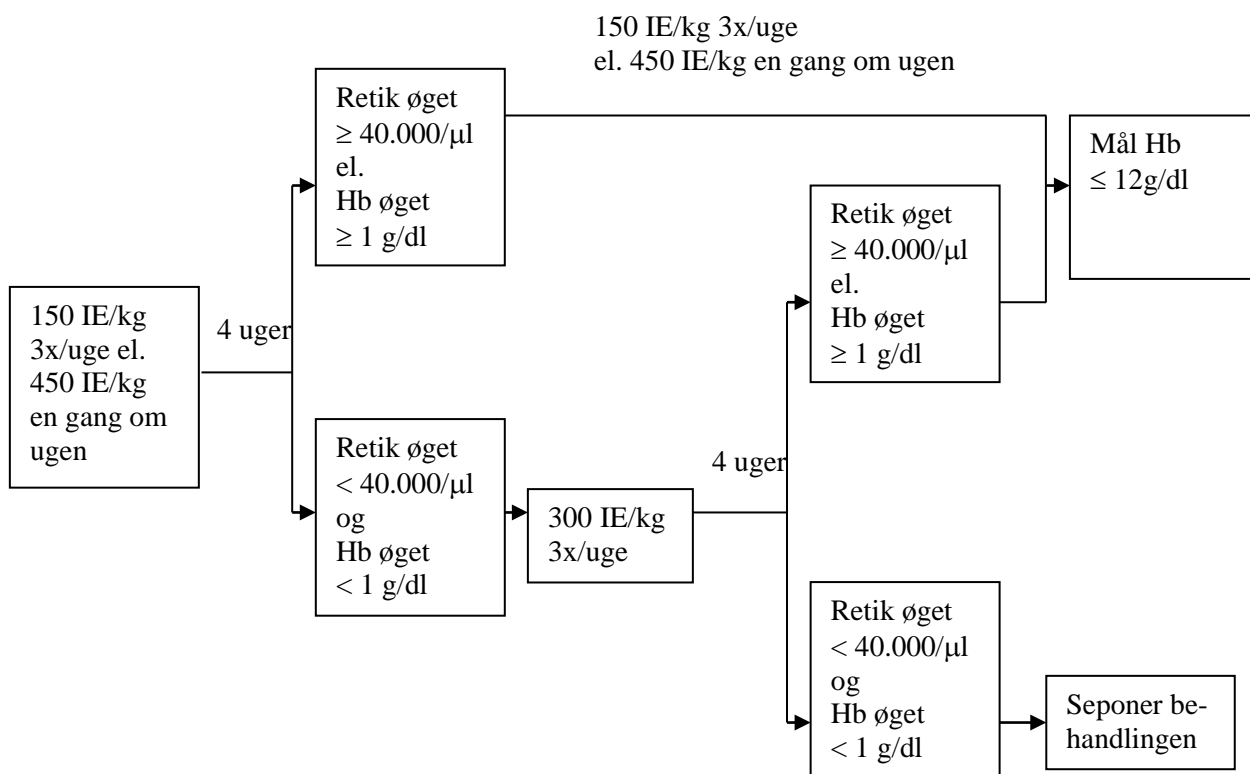 150 IE/kg 3x/uge
el. 450 IE/kg en gang om ugen
Retik øget
≥ 40.000/μl
el.
Hb øget
≥ 1 g/dl
Mål Hb
≤ 12g/dl
Retik øget
≥ 40.000/μl
el.
Hb øget
≥ 1 g/dl
150 IE/kg
3x/uge el.
450 IE/kg
en gang om
ugen
4 uger
Retik øget
< 40.000/μl
og
Hb øget
< 1 g/dl
300 IE/kg
3x/uge
4 uger
Retik øget
< 40.000/μl
og
Hb øget
< 1 g/dl
Seponer be-
handlingen